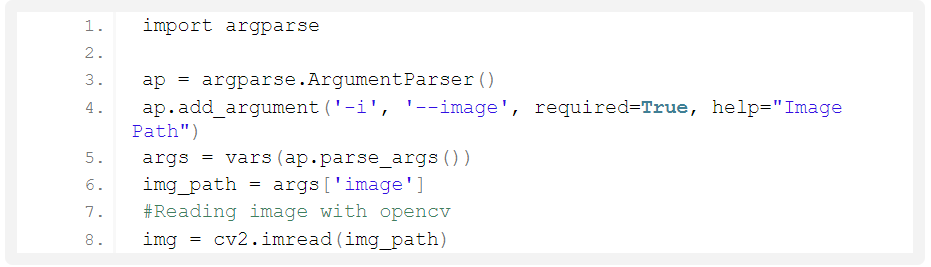 1. import argparse
2.
3. ap = argparse.ArgumentParser()
4. ap.add_argument('-i', '--image', required=True, help="Image
Path")
5. args = vars(ap.parse_args())
6. img_path = args['image']
7. #Reading image with opencv
8. img = cv2.imread(img_path)